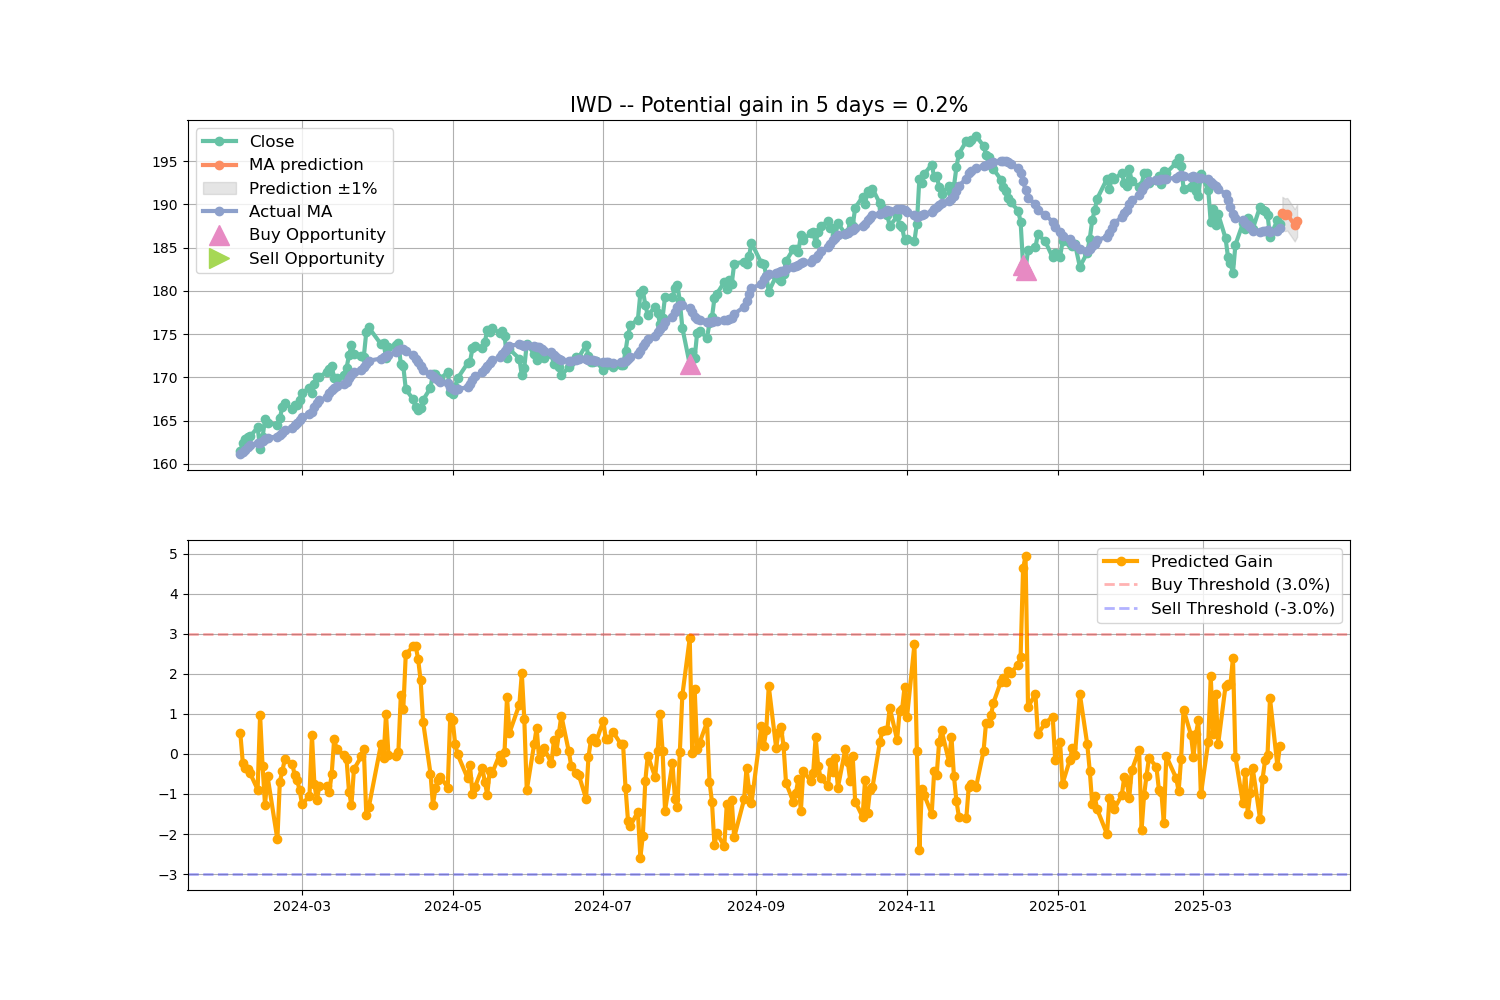 IWD -- Potential gain in 5 days = 0.2%
Close
MA prediction
Prediction ±1%
Actual MA
Buy Opportunity
Sell Opportunity
195
190
185
180
175
170
165
160
Predicted Gain
Buy Threshold (3.0%)
Sell Threshold (-3.0%)
5
4
3
2
1
0
−1
−2
−3
2024-03 2024-05 2024-07 2024-09 2024-11 2025-01 2025-03